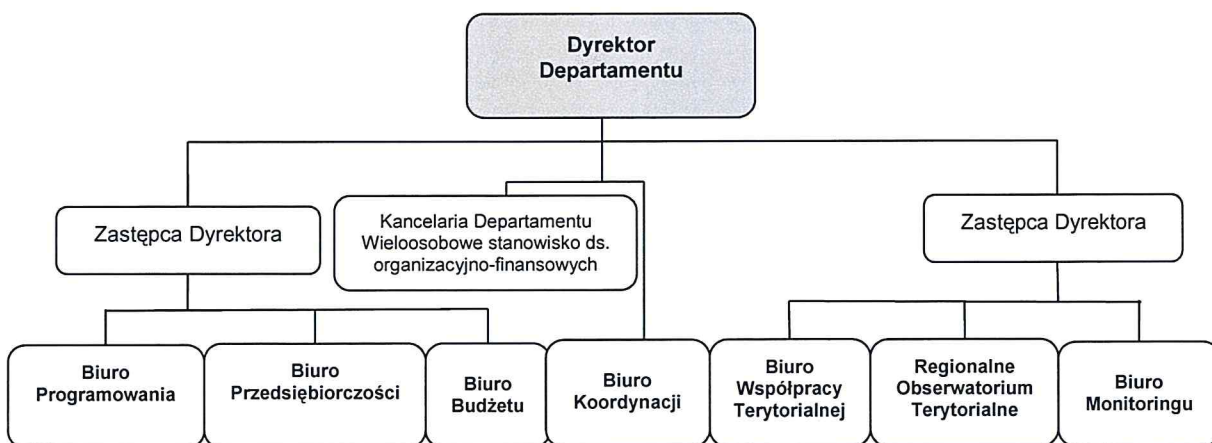 Dyrektor
Departamentu
Zastępca Dyrektora
Kancelaria Departamentu
Wieloosobowe stanowisko ds.
organizacyjno-finansowych
Zastępca Dyrektora
Biuro
Programowania
Biuro
Przedsiębiorczości
Biuro
Budżetu
Biuro
Koordynacji
Biuro
Współpracy
Terytorialnej
Regionalne
Obserwatorium
Terytorialne
Biuro
Monitoringu